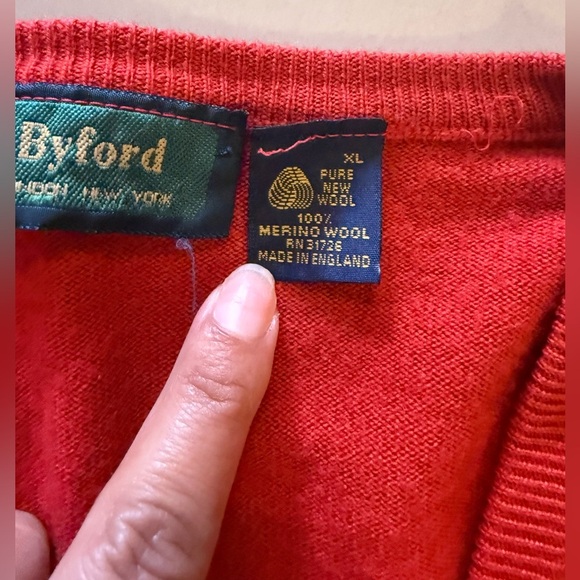 Byford
NEW YORK
XL
PURE
NEW
WOOL
100%
MERINO WOOL
RN 31726
MADE IN ENGLAND